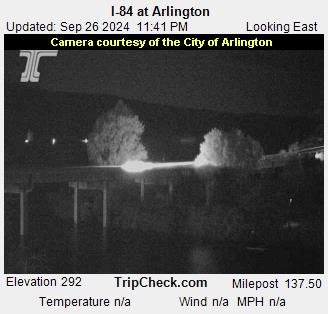 I-84 at Arlington
Updated: Sep 26 2024 11:41 PM Looking East
Camera courtesy of the City of Arlington
Elevation 292 TripCheck.com Milepost 137.50
Temperature n/a Wind n/a MPH n/a